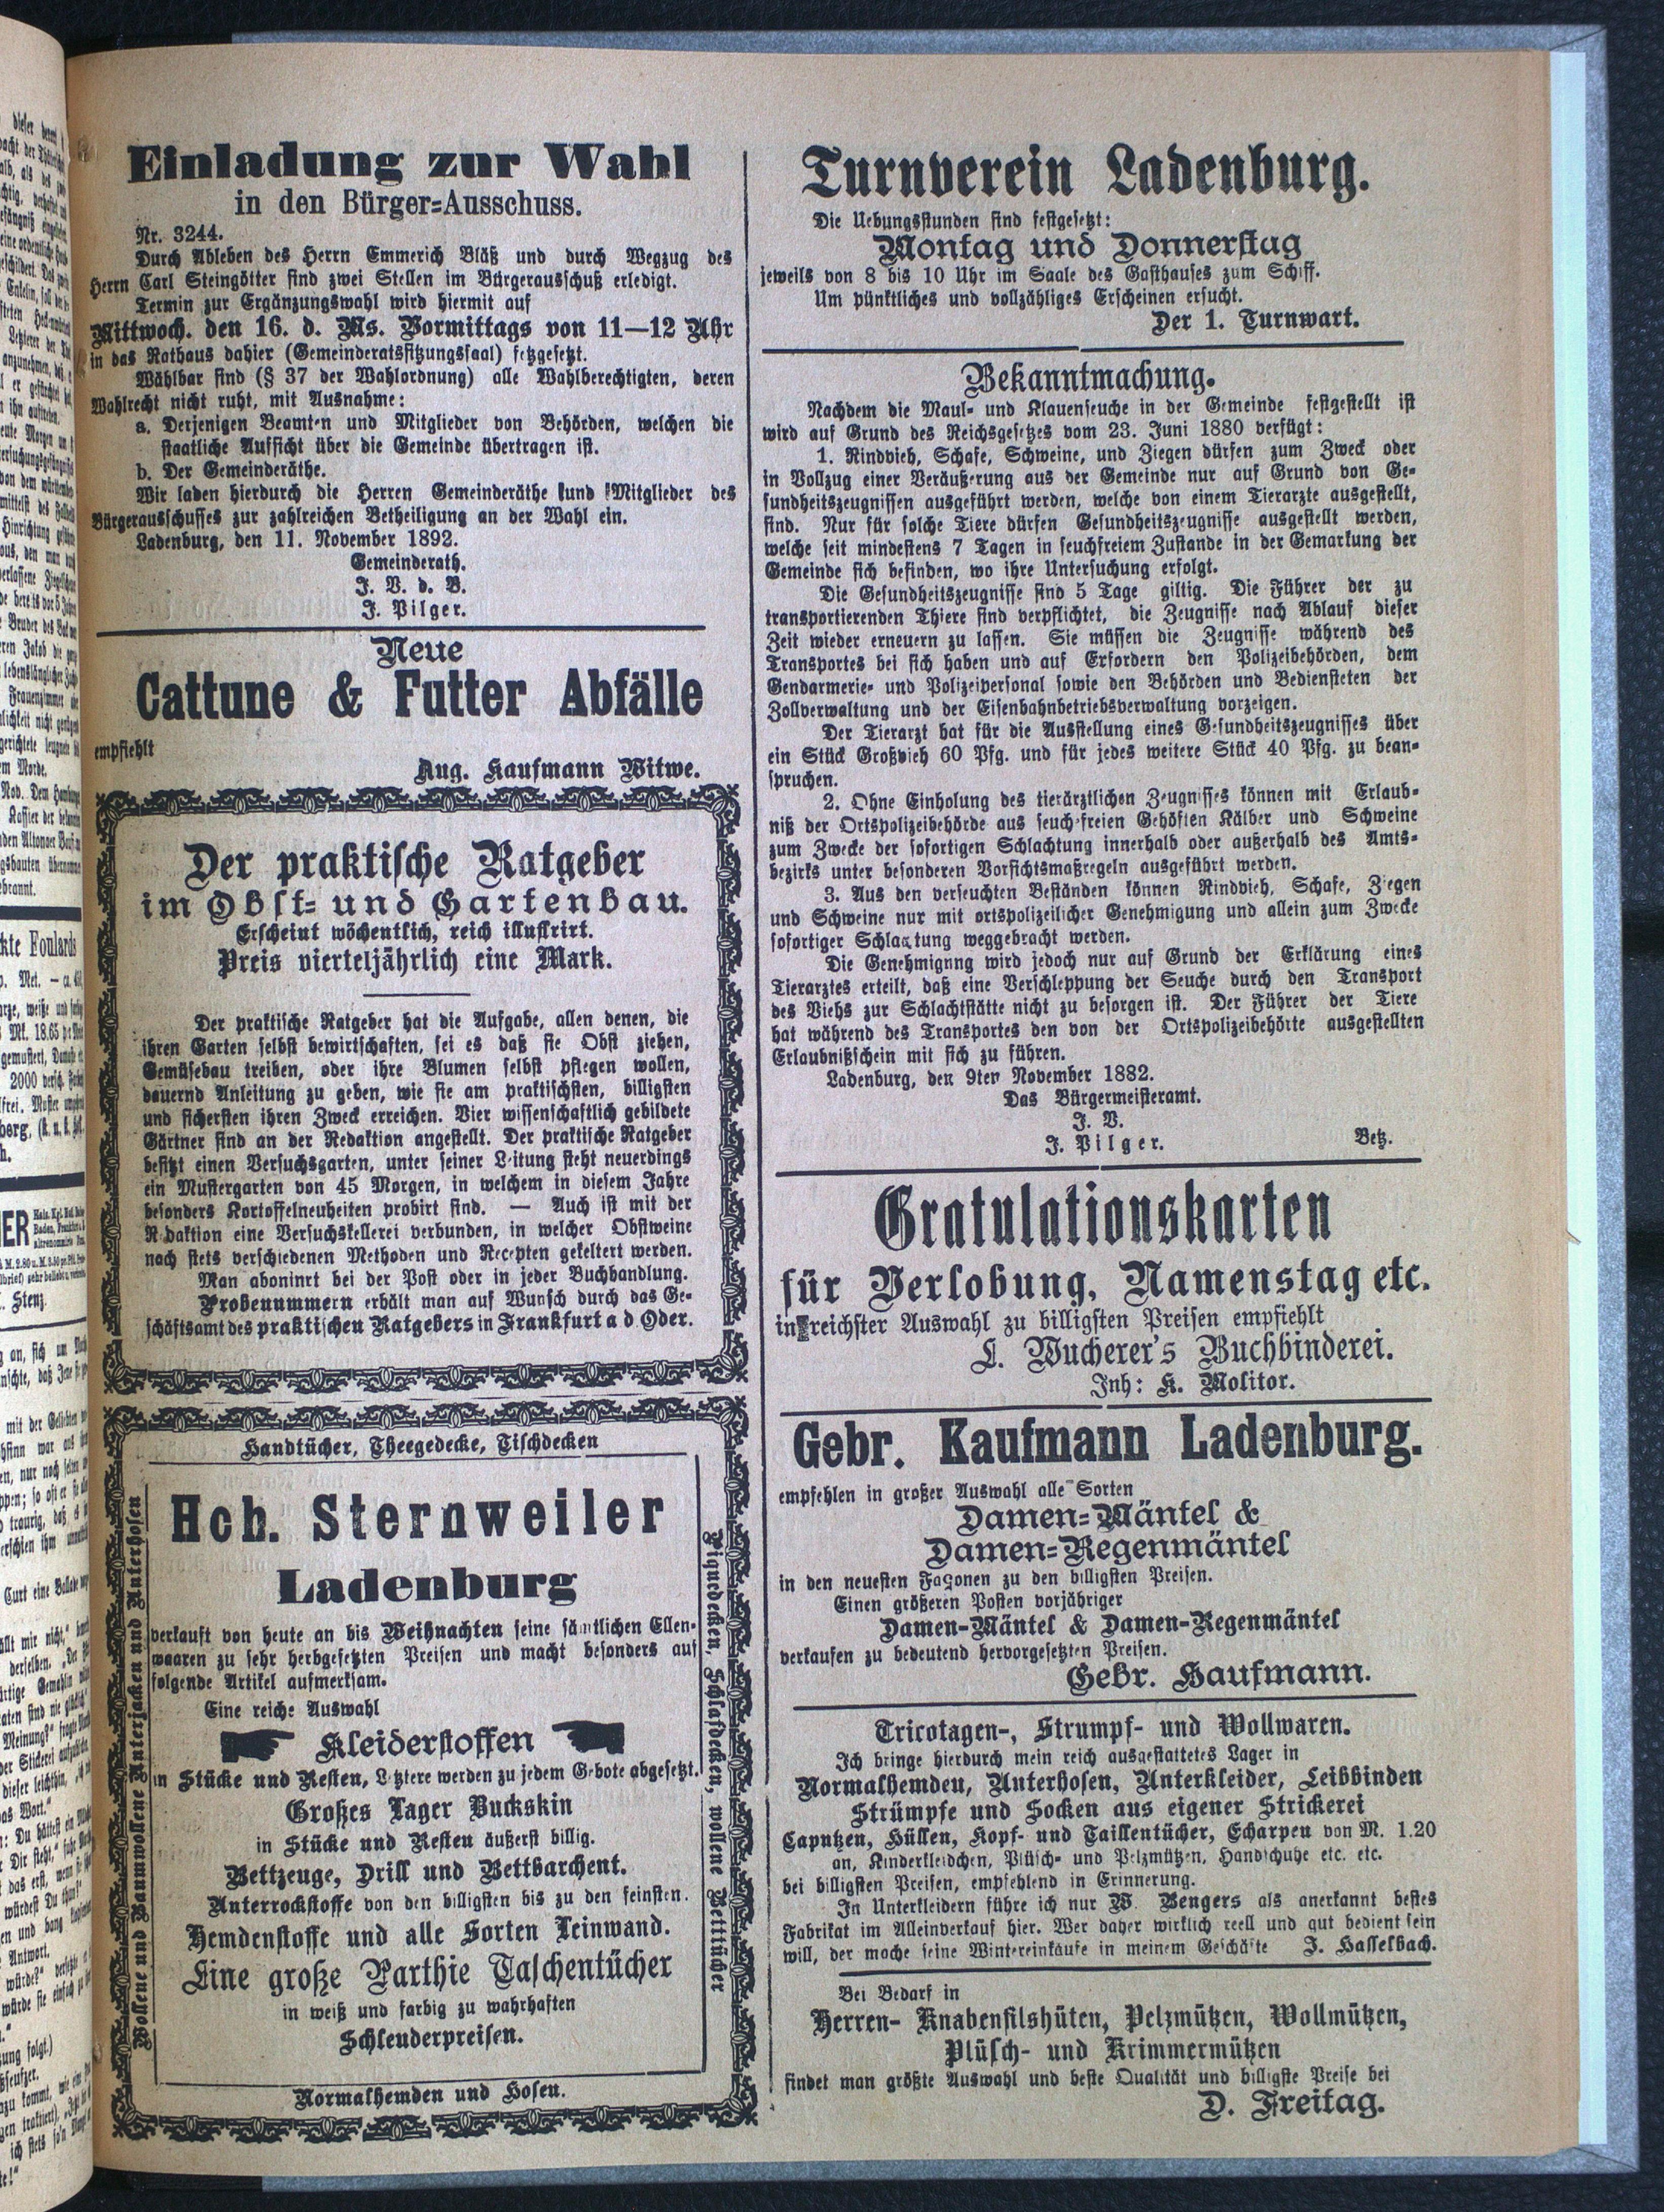 Einladung zur Wahl
in den Bürger=Ausschuss.
Nr. 3244.
Durch Ableben des Herrn Emmerich Bläß und durch Wegzug des
Herrn Carl Steingötter sind zwei Stellen im Bürgerausschuß erledigt.
Termin zur Ergänzungswahl wird hiermit auf
Mittwoch. den 16. d. Ms. Vormittags von 11—12 Uhr
in das Rathaus dahier (Gemeinderatssitzungssaal) fetzgesetzt.
Wählbar sind (§ 37 der Wahlordnung) alle Wahlberechtigten, deren
Wahlrecht nicht ruht, mit Ausnahme:
a. Derjenigen Beamten und Mitglieder von Behörden, welchen die
staatliche Aufsicht über die Gemeinde übertragen ist.
b. Der Gemeinderäthe.
Wir laden hierdurch die Herren Gemeinderäthe und Mitglieder des
Bürgerausschusses zur zahlreichen Betheiligung an der Wahl ein.
Ladenburg, den 11. November 1892.
Gemeinderath.
J. V. d. B.
J. Pilger.
Neue
Cattune & Futter Abfälle
empfiehlt
Aug. Kaufmann Witwe.
Der praktische Ratgeber
im Obst= und Gartenbau.
Erscheint wöchentlich, reich illustrirt.
Preis vierteljährlich eine Mark.
Der praktische Ratgeber hat die Aufgabe, allen denen, die
ihren Garten selbst bewirtschaften, sei es daß sie Obst ziehen,
Gemüsebau treiben, oder ihre Blumen selbst pflegen wollen,
dauernd Anleitung zu geben, wie sie am praktischsten, billigsten
und sichersten ihren Zweck erreichen. Vier wissenschaftlich gebildete
Gärtner sind an der Redaktion angestellt. Der praktische Ratgeber
besitzt einen Versuchsgarten, unter seiner Leitung steht neuerdings
ein Mustergarten von 45 Morgen, in welchem in diesem Jahre
besonders Kortoffelneuheiten probirt sind. — Auch ist mit der
Redaktion eine Versuchskellerei verbunden, in welcher Obstweine
nach stets verschiedenen Methoden und Recepten gekeltert werden.
Man aboninrt bei der Post oder in jeder Buchbandlung.
Probenummern erhält man auf Wunsch durch das Ge-
schäftsamt des praktischen Ratgebers in Frankfurt a d Oder.
Handtücher, Theegedecke, Tischdecken
Wollene und Baumwollene Unterjacken und Unterhosen
Hch. Sternweiler
Ladenburg
verkauft von heute an bis Weihnachten seine sämtlichen Ellen-
waaren zu sehr herbgesetzten Preisen und macht besonders auf
folgende Artikel aufmerksam.
Eine reiche Auswahl
Kleiderstoffen
in Stücke und Resten, Letztere werden zu jedem Gebote abgesetzt.
Großes Lager Buckskin
in Stücke und Resten äußerst billig.
Bettzeuge, Drill und Bettbarchent.
Unterrockstoffe von den billigsten bis zu den feinsten.
Hemdenstoffe und alle Sorten Leinwand.
Eine große Parthie Taschentücher
in weiß und farbig zu wahrhaften
Schleuderpreisen.
Piquedecken, Schlafdecken, wollene Betttücher
Normalhemden und Hosen.
Turnverein Ladenburg.
Die Uebungsstunden sind festgesetzt:
Montag und Donnerstag
jeweils von 8 bis 10 Uhr im Saale des Gasthauses zum Schiff.
Um pünktliches und vollzähliges Erscheinen ersucht.
Der 1. Turnwart.
Bekanntmachung.
Nachdem die Maul- und Klauenseuche in der Gemeinde festgestellt ist
wird auf Grund des Reichsgesetzes vom 23. Juni 1880 verfügt:
1. Rindvieh, Schafe, Schweine, und Ziegen dürfen zum Zweck oder
in Vollzug einer Veräußerung aus der Gemeinde nur auf Grund von Ge-
sundheitszeugnissen ausgeführt werden, welche von einem Tierarzte ausgestellt,
sind. Nur für solche Tiere dürfen Gesundheitszeugnisse ausgestellt werden,
welche seit mindestens 7 Tagen in seuchfreiem Zustande in der Gemarkung der
Gemeinde sich befinden, wo ihre Untersuchung erfolgt.
Die Gesundheitszeugnisse sind 5 Tage giltig. Die Führer der zu
transportierenden Thiere sind verpflichtet, die Zeugnisse nach Ablauf dieser
Zeit wieder erneuern zu lassen. Sie müssen die Zeugnisse während des
Transportes bei sich haben und auf Erfordern den Polizeibehörden, dem
Gendarmerie- und Polizeipersonal sowie den Behörden und Bediensteten der
Zollverwaltung und der Eisenbahnbetriebsverwaltung vorzeigen.
Der Tierarzt hat für die Ausstellung eines Gesundheitszeugnisses über
ein Stück Großvieh 60 Pfg. und für jedes weitere Stück 40 Pfg. zu bean-
spruchen.
2. Ohne Einholung des tierärztlichen Zeugnisses können mit Erlaub-
niß der Ortspolizeibehörde aus seuchefreien Gehöften Kälber und Schweine
zum Zwecke der sofortigen Schlachtung innerhalb oder außerhalb des Amts-
bezirks unter besonderen Vorsichtsmaßregeln ausgeführt werden.
3. Aus den verseuchten Beständen können Rindvieh, Schafe, Ziegen
und Schweine nur mit ortspolizeilicher Genehmigung und allein zum Zwecke
sofortiger Schlachtung weggebracht werden.
Die Genehmignng wird jedoch nur auf Grund der Erklärung eines
Tierarztes erteilt, daß eine Verschleppung der Seuche durch den Transport
des Viehs zur Schlachtstätte nicht zu besorgen ist. Der Führer der Tiere
hat während des Transportes den von der Ortspolizeibehörte ausgestellten
Erlaubnißschein mit sich zu führen.
Ladenburg, den 9ten November 1882.
Das Bürgermeisteramt.
J. V.
J. Pilger. Betz.
Gratulationskarten
für Verlobung, Namenstag etc.
in reichster Auswahl zu billigsten Preisen empfiehlt
L. Wucherer's Buchbinderei.
Inh: K. Molitor.
Gebr. Kaufmann Ladenburg.
empfehlen in großer Auswahl alle Sorten
Damen=Mäntel &
Damen=Regenmäntel
in den neuesten Façonen zu den billigsten Preisen.
Einen größeren Posten vorjähriger
Damen-Mäntel & Damen-Regenmäntel
verkaufen zu bedeutend hervorgesetzten Preisen.
Gebr. Kaufmann.
Tricotagen-, Strumpf- und Wollwaren.
Ich bringe hierdurch mein reich ausgestattetes Lager in
Normalhemden, Unterhosen, Unterkleider, Leibbinden
Strümpfe und Socken aus eigener Strickerei
Caputzen, Hüllen, Kopf- und Taillentücher, Echarpen von M. 1.20
an, Kinderkleidchen, Plüsch- und Pelzmützen, Handschuhe etc. etc.
bei billigsten Preisen, empfehlend in Erinnerung.
In Unterkleidern führe ich nur W. Bengers als anerkannt bestes
Fabrikat im Alleinverkauf hier. Wer daher wirklich reell und gut bedient sein
will, der mache seine Wintereinkäufe in meinem Geschäfte J. Hasselbach.
Bei Bedarf in
Herren- Knabenfilshüten, Pelzmützen, Wollmützen,
Plüsch- und Krimmermützen
findet man größte Auswahl und beste Qualität und billigste Preise bei
D. Freitag.